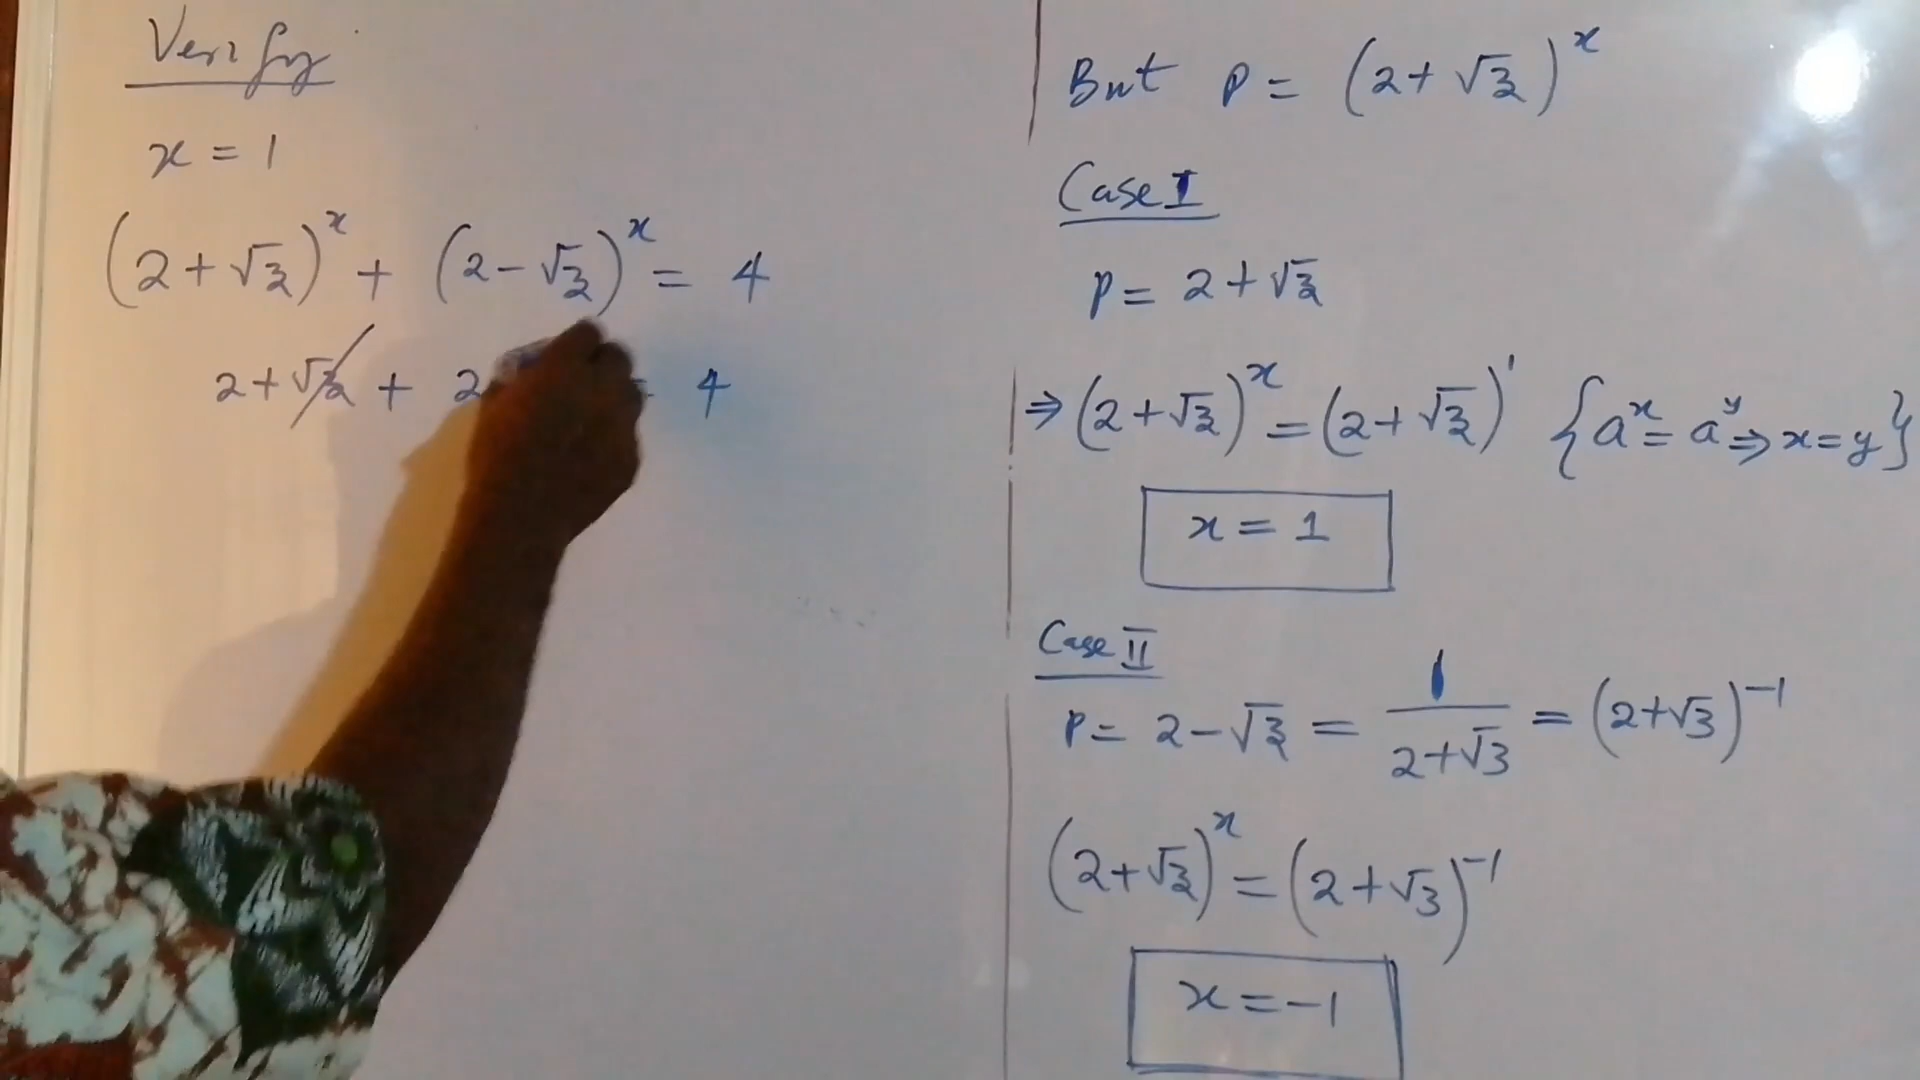 Verify
x = 1
(2 + √3)^x + (2 - √3)^x = 4
2 + √3 + 2 = 4
But P = (2 + √3)^x
Case I
P = 2 + √3
⇒ (2 + √3)^x = (2 + √3)^1 {a^x = a^y ⇒ x = y}
x = 1
Case II
P = 2 - √3 = 1/(2 + √3) = (2 + √3)^-1
(2 + √3)^x = (2 + √3)^-1
x = -1